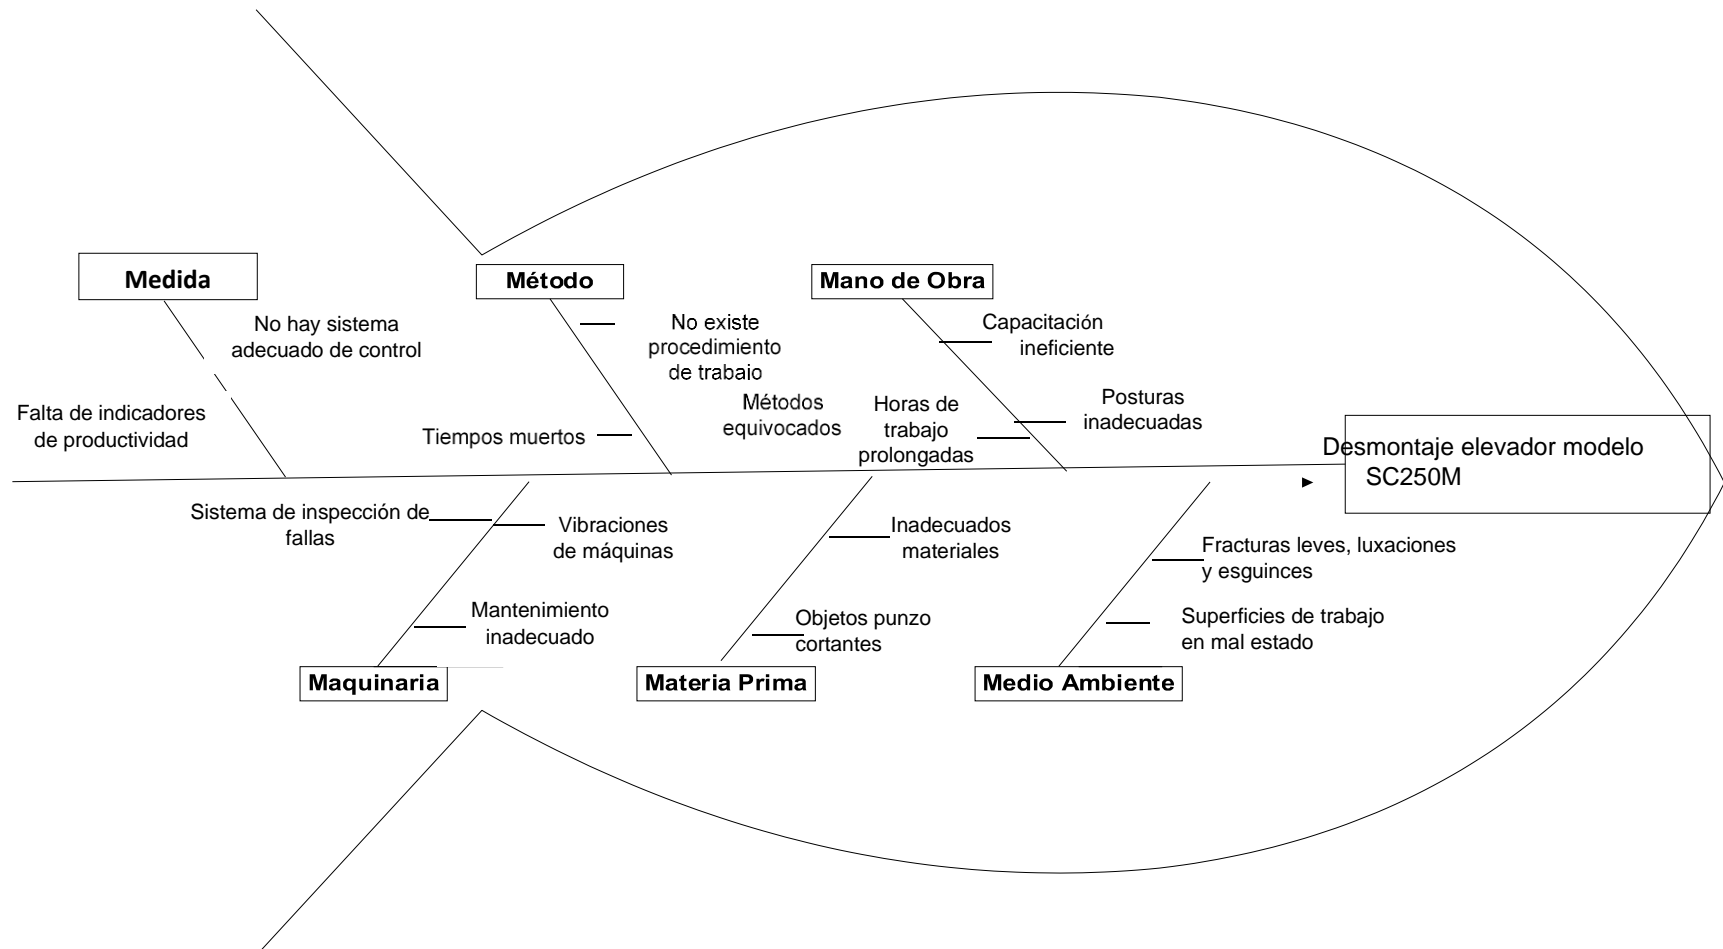 Medida
No hay sistema
adecuado de control
Falta de indicadores
de productividad
Método
No existe
procedimiento
de trabaio
Tiempos muertos
Métodos
equivocados
Mano de Obra
Capacitación
ineficiente
Horas de
trabajo
prolongadas
Posturas
inadecuadas
Desmontaje elevador modelo
SC250M
Sistema de inspección de
fallas
Vibraciones
de máquinas
Mantenimiento
inadecuado
Maquinaria
Inadecuados
materiales
Objetos punzo
cortantes
Materia Prima
Fracturas leves, luxaciones
y esguinces
Superficies de trabajo
en mal estado
Medio Ambiente